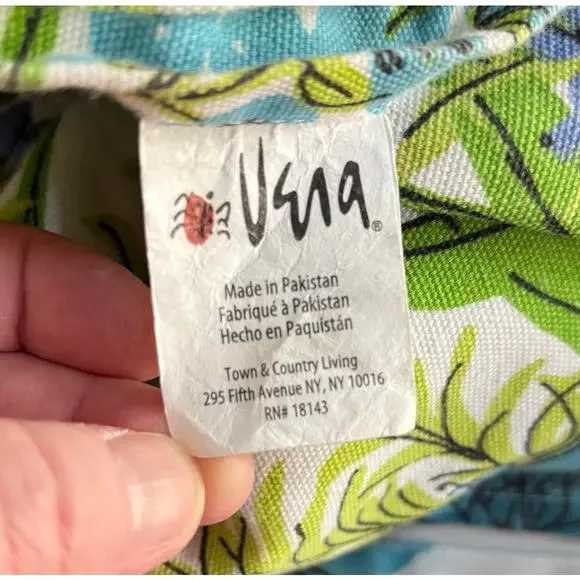 Vera®
Made in Pakistan
Fabriqué à Pakistan
Hecho en Paquistán
Town & Country Living
295 Fifth Avenue NY, NY 10016
RN# 18143